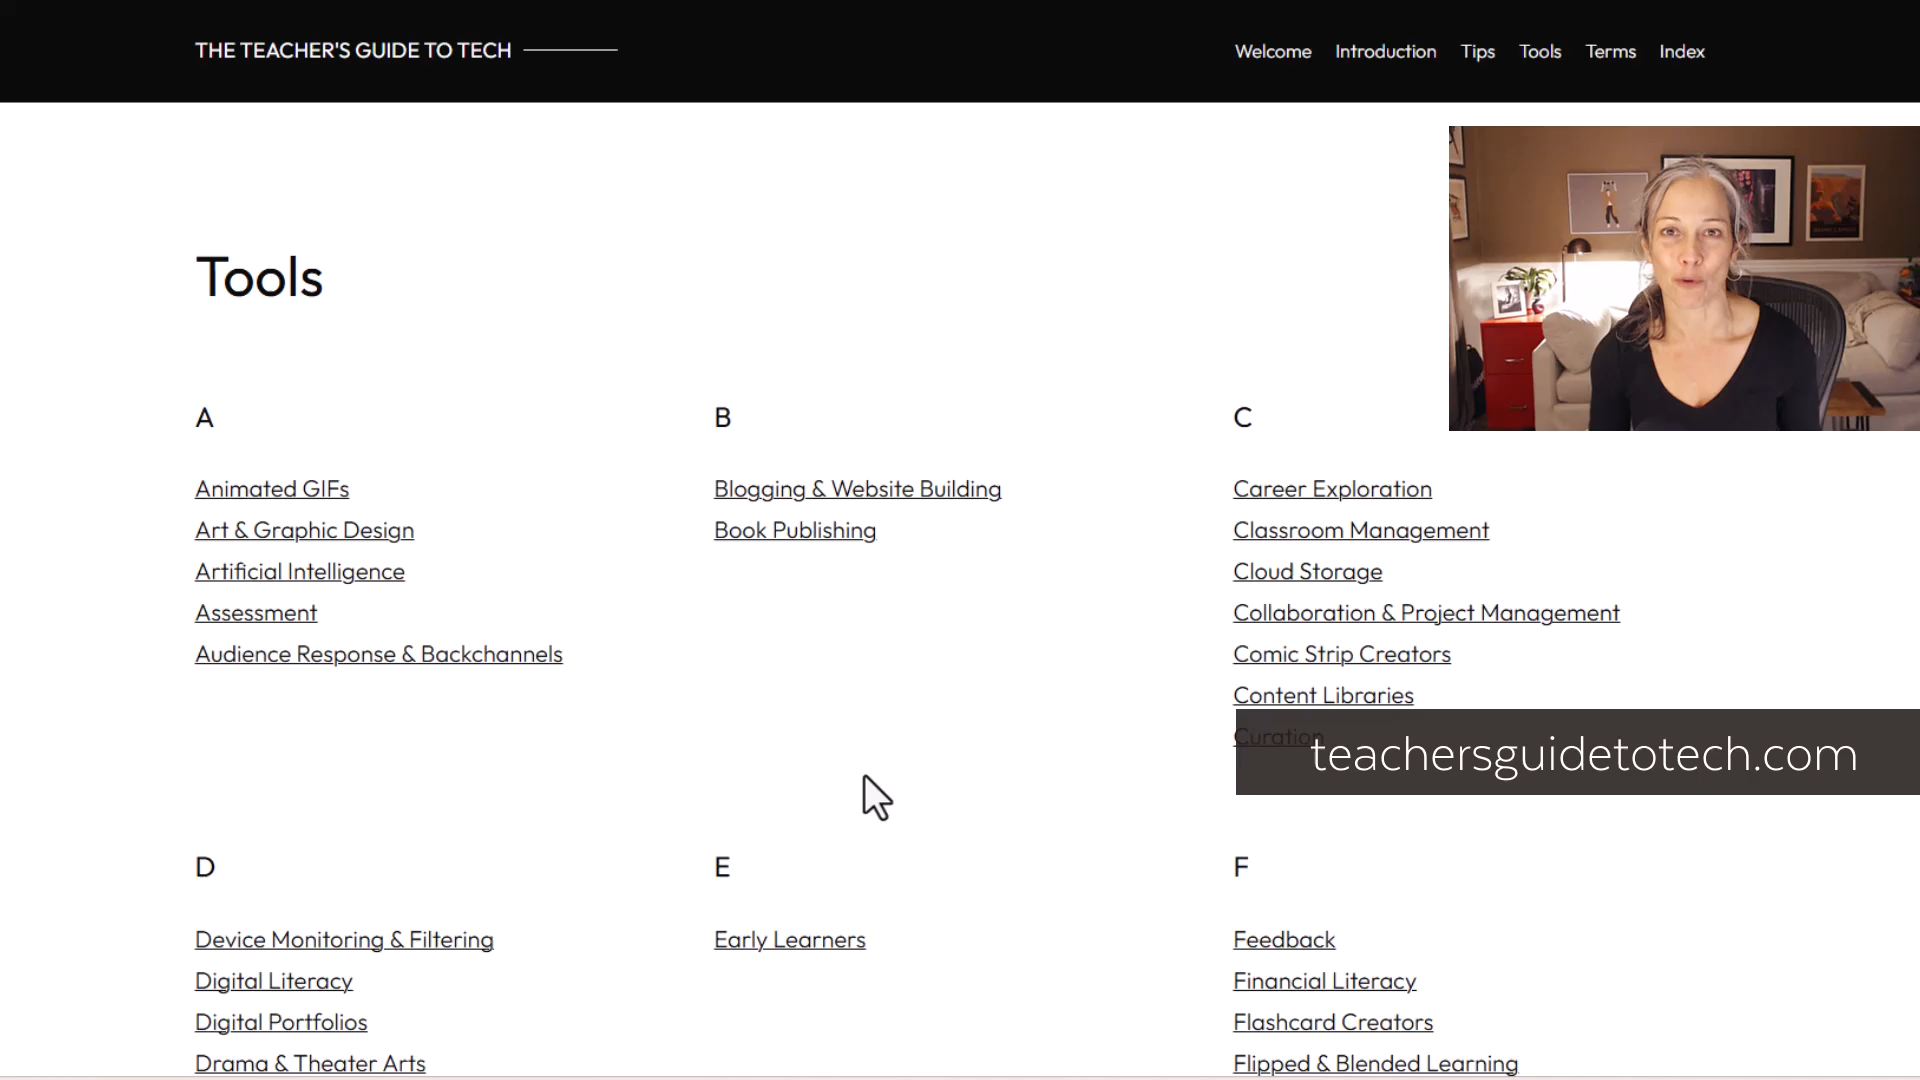 THE TEACHER'S GUIDE TO TECH
Welcome Introduction Tips Tools Terms Index
Tools
A
Animated GIFs
Art & Graphic Design
Artificial Intelligence
Assessment
Audience Response & Backchannels
B
Blogging & Website Building
Book Publishing
C
Career Exploration
Classroom Management
Cloud Storage
Collaboration & Project Management
Comic Strip Creators
Content Libraries
Curation
teachersguidetotech.com
D
Device Monitoring & Filtering
Digital Literacy
Digital Portfolios
Drama & Theater Arts
E
Early Learners
F
Feedback
Financial Literacy
Flashcard Creators
Flipped & Blended Learning